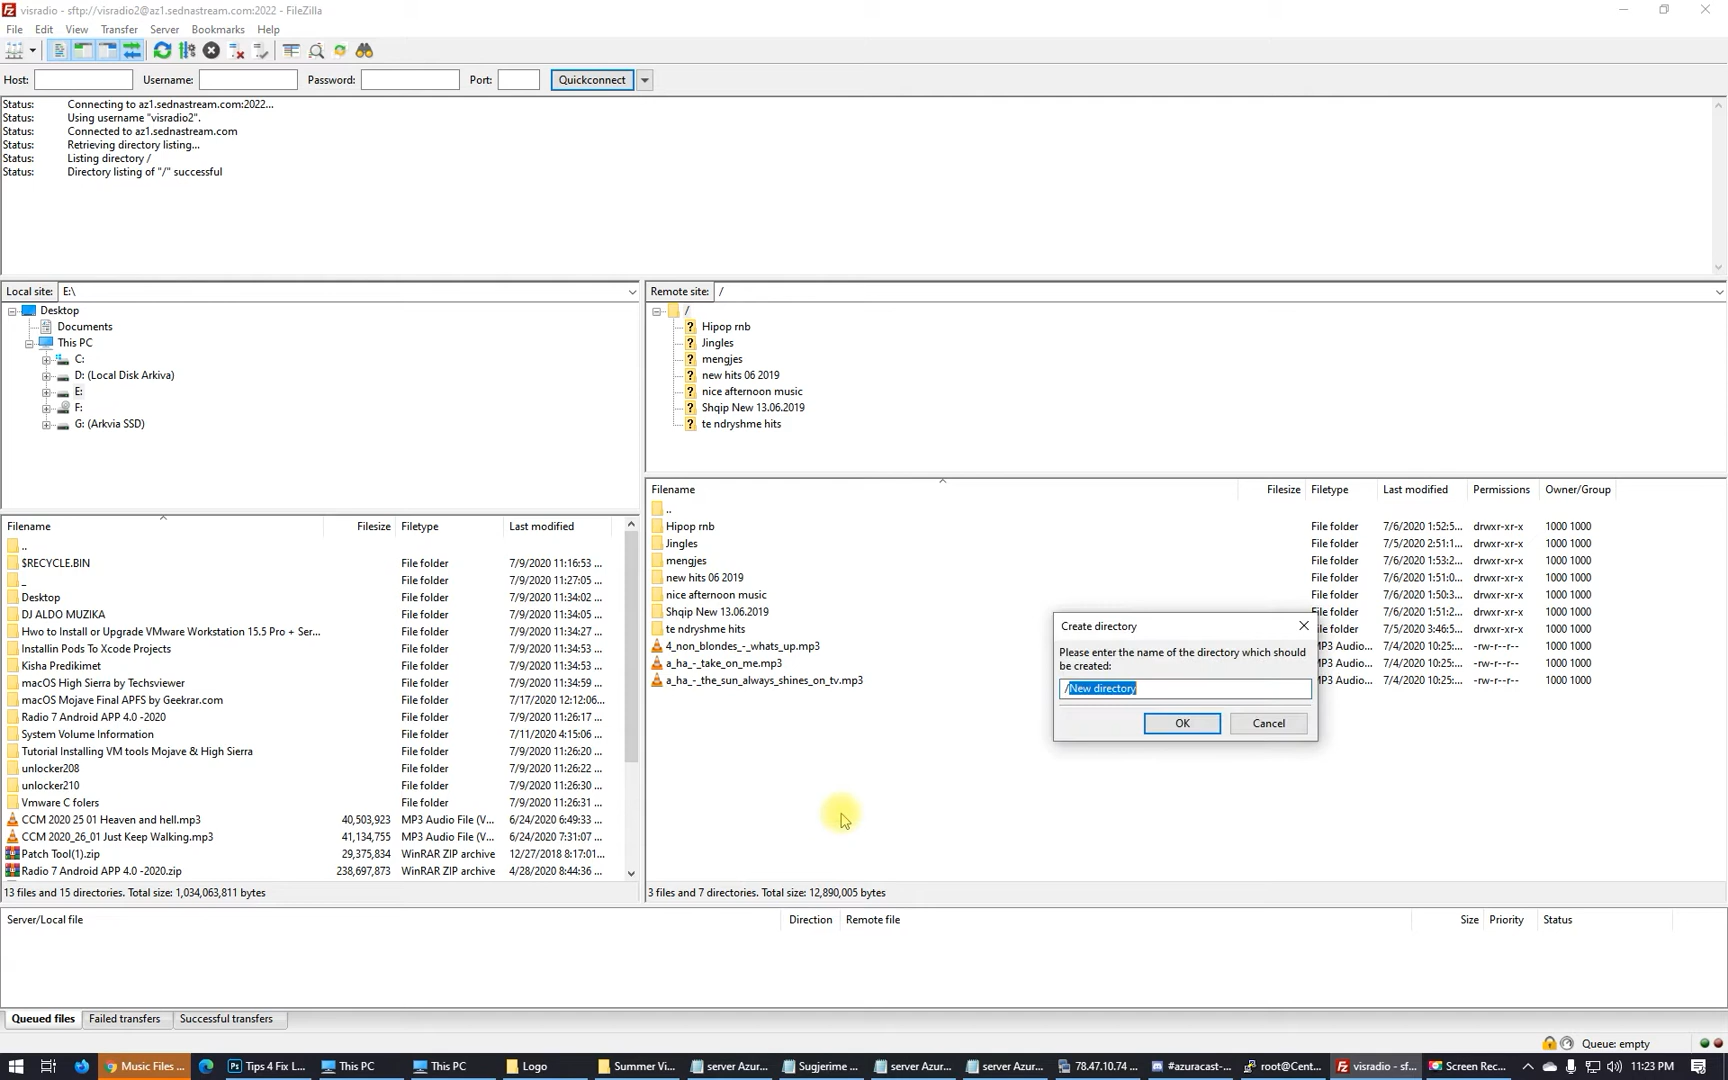 visradio - sftp://visradio2@az1.sednastream.com:2022 - FileZilla
File Edit View Transfer Server Bookmarks Help
Host: Username: Password: Port: Quickconnect
Status: Connecting to az1.sednastream.com:2022...
Status: Using username "visradio2".
Status: Connected to az1.sednastream.com
Status: Retrieving directory listing...
Status: Listing directory /
Status: Directory listing of "/" successful
Local site: E:\
Desktop
Documents
This PC
C:
D: (Local Disk Arkiva)
E:
F:
G: (Arkvia SSD)
Filename Filesize Filetype Last modified
..
$RECYCLE.BIN File folder 7/9/2020 11:16:53 ...
_ File folder 7/9/2020 11:27:05 ...
Desktop File folder 7/9/2020 11:34:02 ...
DJ ALDO MUZIKA File folder 7/9/2020 11:34:05 ...
Hwo to Install or Upgrade VMware Workstation 15.5 Pro + Ser... File folder 7/9/2020 11:34:27 ...
Installin Pods To Xcode Projects File folder 7/9/2020 11:34:53 ...
Kisha Predikimet File folder 7/9/2020 11:34:53 ...
macOS High Sierra by Techsviewer File folder 7/9/2020 11:34:59 ...
macOS Mojave Final APFS by Geekrar.com File folder 7/17/2020 12:12:06...
Radio 7 Android APP 4.0 -2020 File folder 7/9/2020 11:26:17 ...
System Volume Information File folder 7/11/2020 4:15:06 ...
Tutorial Installing VM tools Mojave & High Sierra File folder 7/9/2020 11:26:20 ...
unlocker208 File folder 7/9/2020 11:26:22 ...
unlocker210 File folder 7/9/2020 11:26:30 ...
Vmware C folers File folder 7/9/2020 11:26:31 ...
CCM 2020 25 01 Heaven and hell.mp3 40,503,923 MP3 Audio File (V... 6/24/2020 6:49:33 ...
CCM 2020_26_01 Just Keep Walking.mp3 41,134,755 MP3 Audio File (V... 6/24/2020 7:31:07 ...
Patch Tool(1).zip 29,375,834 WinRAR ZIP archive 12/27/2018 8:17:01...
Radio 7 Android APP 4.0 -2020.zip 238,697,873 WinRAR ZIP archive 4/28/2020 8:44:36 ...
13 files and 15 directories. Total size: 1,034,063,811 bytes
Remote site: /
/
Hipop rnb
Jingles
mengjes
new hits 06 2019
nice afternoon music
Shqip New 13.06.2019
te ndryshme hits
Filename Filesize Filetype Last modified Permissions Owner/Group
..
Hipop rnb File folder 7/6/2020 1:52:5... drwxr-xr-x 1000 1000
Jingles File folder 7/5/2020 2:51:1... drwxr-xr-x 1000 1000
mengjes File folder 7/6/2020 1:53:2... drwxr-xr-x 1000 1000
new hits 06 2019 File folder 7/6/2020 1:51:0... drwxr-xr-x 1000 1000
nice afternoon music File folder 7/6/2020 1:50:3... drwxr-xr-x 1000 1000
Shqip New 13.06.2019 File folder 7/6/2020 1:51:2... drwxr-xr-x 1000 1000
te ndryshme hits ile folder 7/5/2020 3:46:5... drwxr-xr-x 1000 1000
4_non_blondes_-_whats_up.mp3 MP3 Audio... 7/4/2020 10:25:... -rw-r--r-- 1000 1000
a_ha_-_take_on_me.mp3 MP3 Audio... 7/4/2020 10:25:... -rw-r--r-- 1000 1000
a_ha_-_the_sun_always_shines_on_tv.mp3 MP3 Audio... 7/4/2020 10:25:... -rw-r--r-- 1000 1000
3 files and 7 directories. Total size: 12,890,005 bytes
Create directory
Please enter the name of the directory which should
be created:
/New directory
OK Cancel
Server/Local file Direction Remote file Size Priority Status
Queued files Failed transfers Successful transfers
Queue: empty
Music Files ... Tips 4 Fix L... This PC This PC Logo Summer Vi... server Azur... Sugjerime ... server Azur... server Azur... 78.47.10.74 ... #azuracast-... root@Cent... visradio - sf... Screen Rec... 11:23 PM